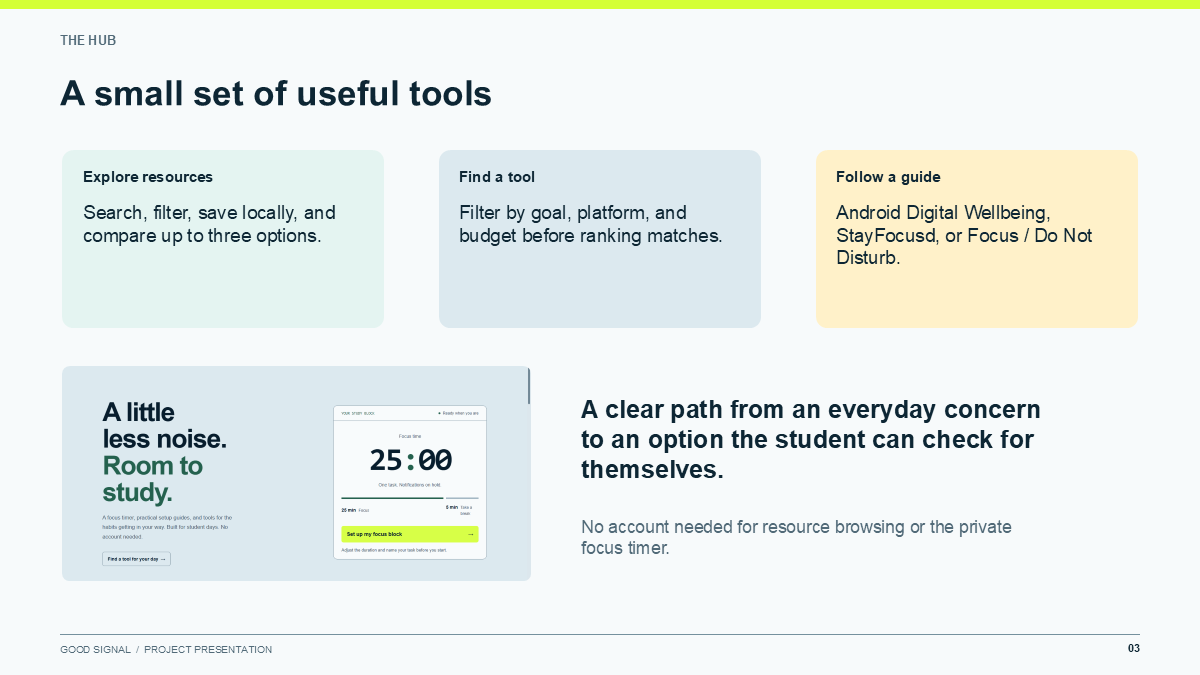 THE HUB
A small set of useful tools
Explore resources
Search, filter, save locally, and
compare up to three options.
Find a tool
Filter by goal, platform, and
budget before ranking matches.
Follow a guide
Android Digital Wellbeing,
StayFocusd, or Focus / Do Not
Disturb.
A little
less noise.
Room to
study.
A focus timer, practical setup guides, and tools for the
habits getting in your way. Built for student days. No
account needed.
Find a tool for your day →
YOUR STUDY BLOCK
Ready when you are
Focus time
25:00
One task. Notifications on hold.
25 min · Focus
5 min · Take a
break
Set up my focus block →
Adjust the duration and name your task before you start.
A clear path from an everyday concern
to an option the student can check for
themselves.
No account needed for resource browsing or the private
focus timer.
GOOD SIGNAL / PROJECT PRESENTATION
03